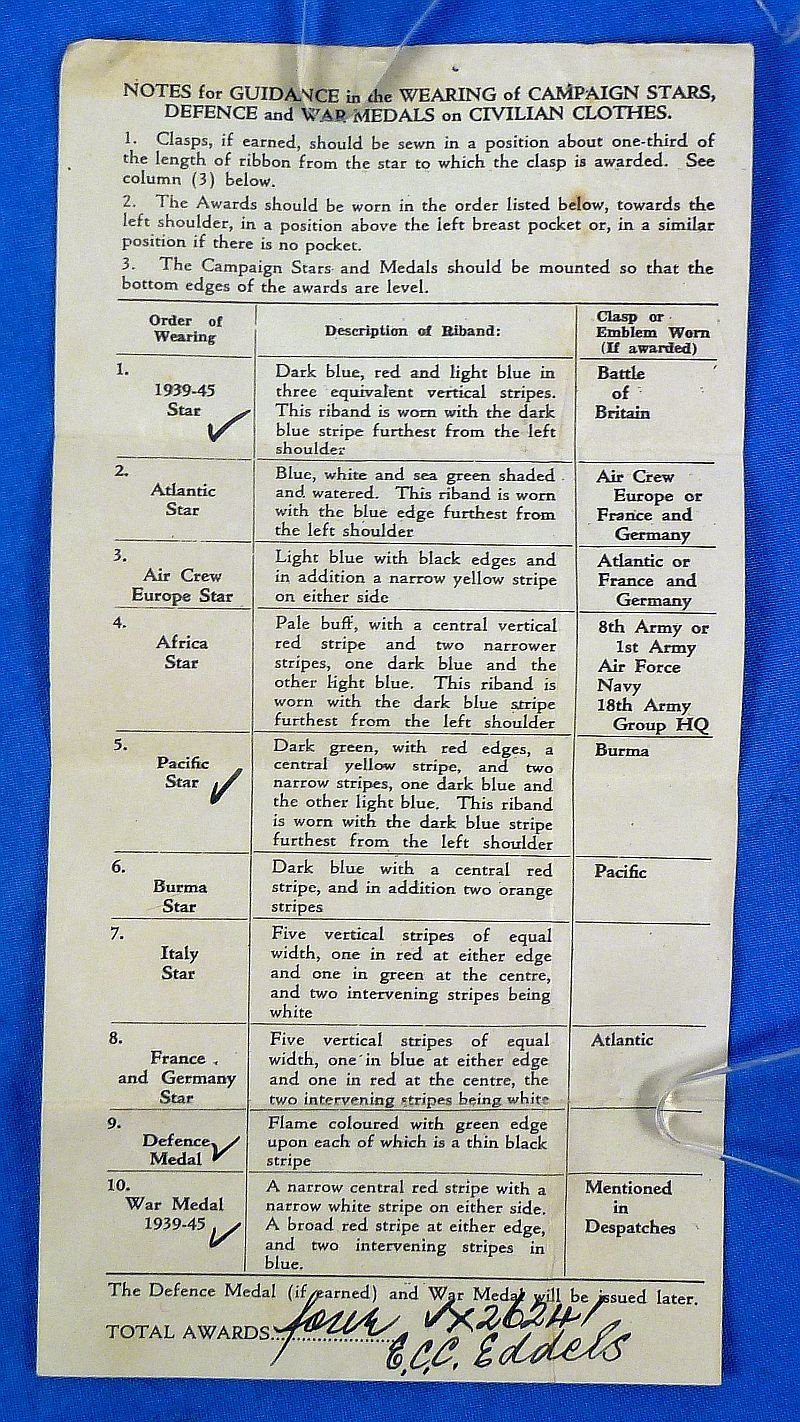 NOTES for GUIDANCE in the WEARING of CAMPAIGN STARS,
DEFENCE and WAR MEDALS on CIVILIAN CLOTHES.
1. Clasps, if earned, should be sewn in a position about one-third of
the length of ribbon from the star to which the clasp is awarded. See
column (3) below.
2. The Awards should be worn in the order listed below, towards the
left shoulder, in a position above the left breast pocket or, in a similar
position if there is no pocket.
3. The Campaign Stars and Medals should be mounted so that the
bottom edges of the awards are level.
Order of
Wearing
Description of Riband:
Clasp or
Emblem Worn
(If awarded)
1.
1939-45
Star ✓
Dark blue, red and light blue in
three equivalent vertical stripes.
This riband is worn with the dark
blue stripe furthest from the left
shoulder
Battle
of
Britain
2.
Atlantic
Star
Blue, white and sea green shaded
and watered. This riband is worn
with the blue edge furthest from
the left shoulder
Air Crew
Europe or
France and
Germany
3.
Air Crew
Europe Star
Light blue with black edges and
in addition a narrow yellow stripe
on either side
Atlantic or
France and
Germany
4.
Africa
Star
Pale buff, with a central vertical
red stripe and two narrower
stripes, one dark blue and the
other light blue. This riband is
worn with the dark blue stripe
furthest from the left shoulder
8th Army or
1st Army
Air Force
Navy
18th Army
Group HQ
5.
Pacific
Star ✓
Dark green, with red edges, a
central yellow stripe, and two
narrow stripes, one dark blue and
the other light blue. This riband
is worn with the dark blue stripe
furthest from the left shoulder
Burma
6.
Burma
Star
Dark blue with a central red
stripe, and in addition two orange
stripes
Pacific
7.
Italy
Star
Five vertical stripes of equal
width, one in red at either edge
and one in green at the centre,
and two intervening stripes being
white
8.
France
and Germany
Star
Five vertical stripes of equal
width, one in blue at either edge
and one in red at the centre, the
two intervening stripes being white
Atlantic
9.
Defence ✓
Medal
Flame coloured with green edge
upon each of which is a thin black
stripe
10.
War Medal
1939-45 ✓
A narrow central red stripe with a
narrow white stripe on either side.
A broad red stripe at either edge,
and two intervening stripes in
blue.
Mentioned
in
Despatches
The Defence Medal (if earned) and War Medal will be issued later.
TOTAL AWARDS... four VX26241
E.C.C. Eddels